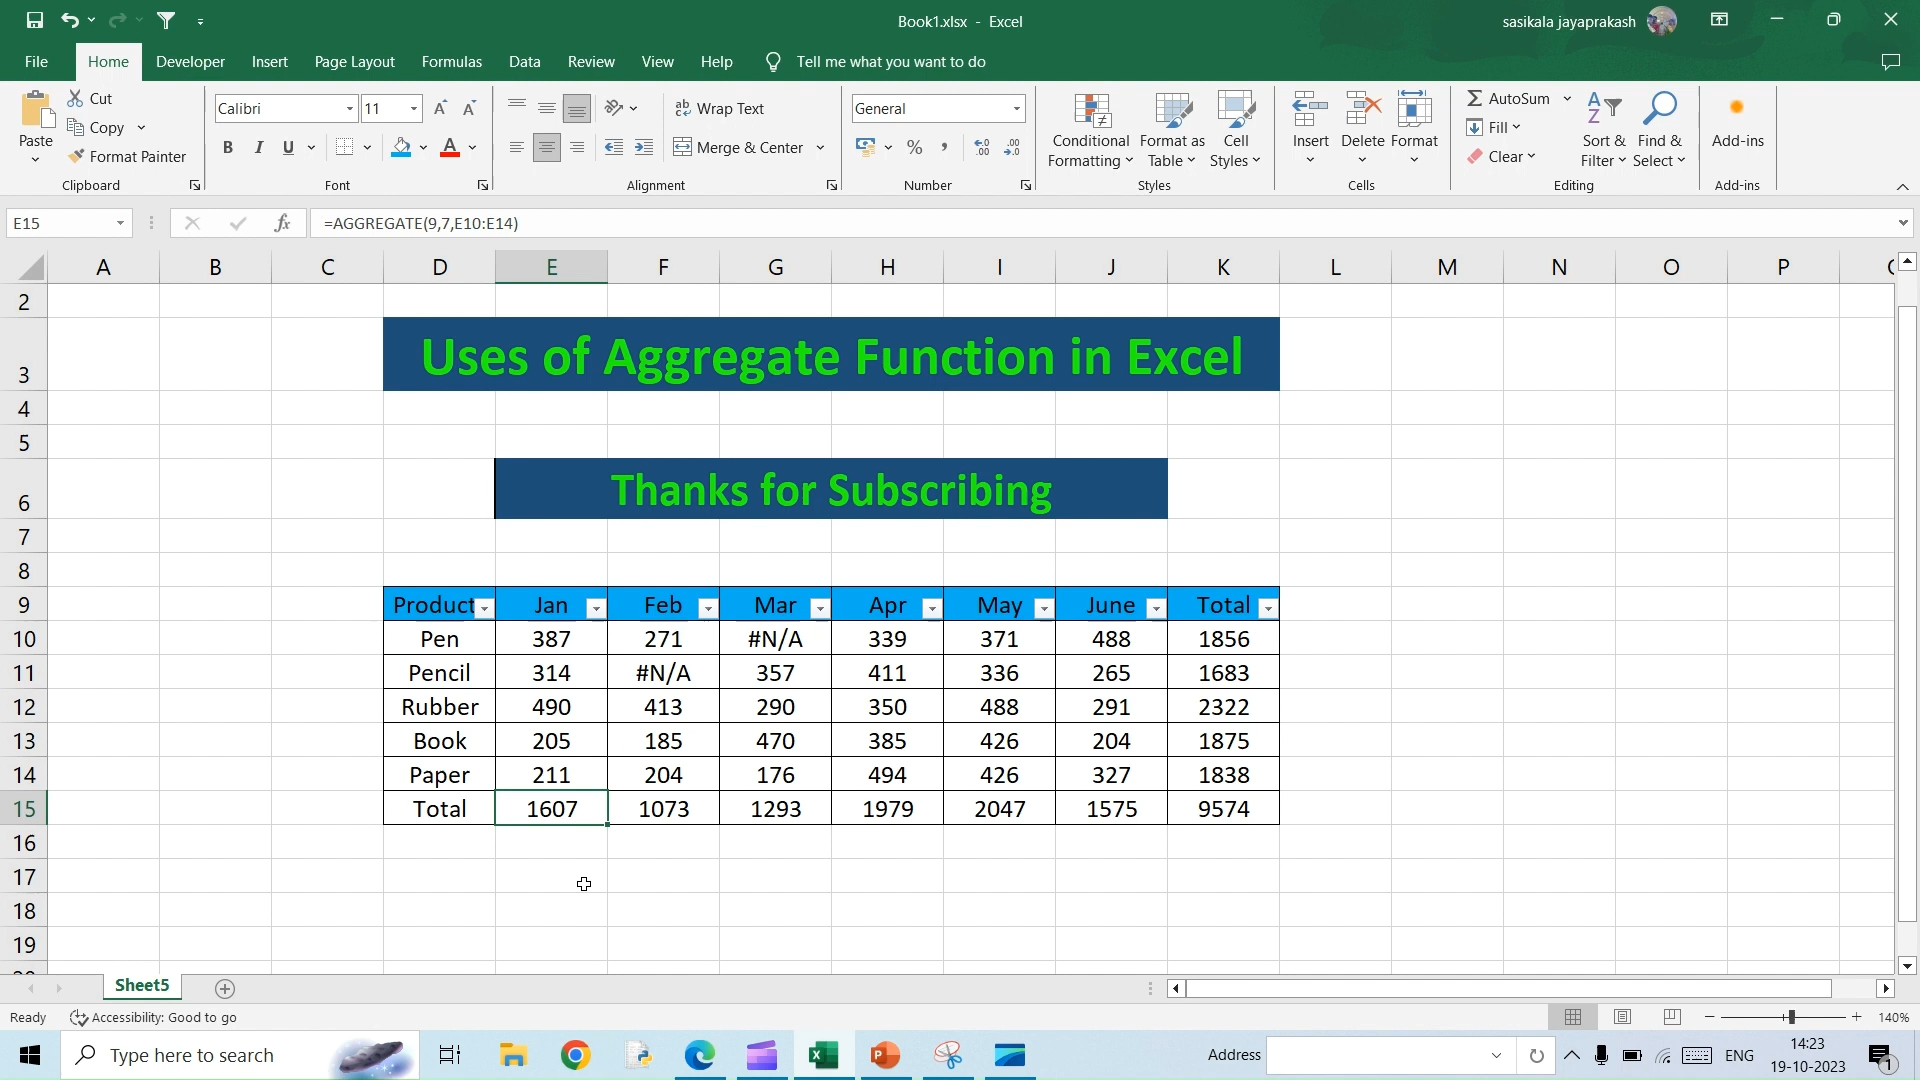 Book1.xlsx - Excel
sasikala jayaprakash
File Home Developer Insert Page Layout Formulas Data Review View Help Tell me what you want to do
Paste
Cut
Copy
Format Painter
Clipboard
Calibri 11
B I U
Font
Wrap Text
Merge & Center
Alignment
General
Number
Conditional Formatting
Format as Table
Cell Styles
Styles
Insert Delete Format
Cells
AutoSum
Fill
Clear
Sort & Filter
Find & Select
Editing
Add-ins
Add-ins
E15 fx =AGGREGATE(9,7,E10:E14)
A B C D E F G H I J K L M N O P
2
3 Uses of Aggregate Function in Excel
4
5
6 Thanks for Subscribing
7
8
9 Product Jan Feb Mar Apr May June Total
10 Pen 387 271 #N/A 339 371 488 1856
11 Pencil 314 #N/A 357 411 336 265 1683
12 Rubber 490 413 290 350 488 291 2322
13 Book 205 185 470 385 426 204 1875
14 Paper 211 204 176 494 426 327 1838
15 Total 1607 1073 1293 1979 2047 1575 9574
16
17
18
19
Sheet5
Ready Accessibility: Good to go 140%
Type here to search Address ENG 14:23
19-10-2023 1